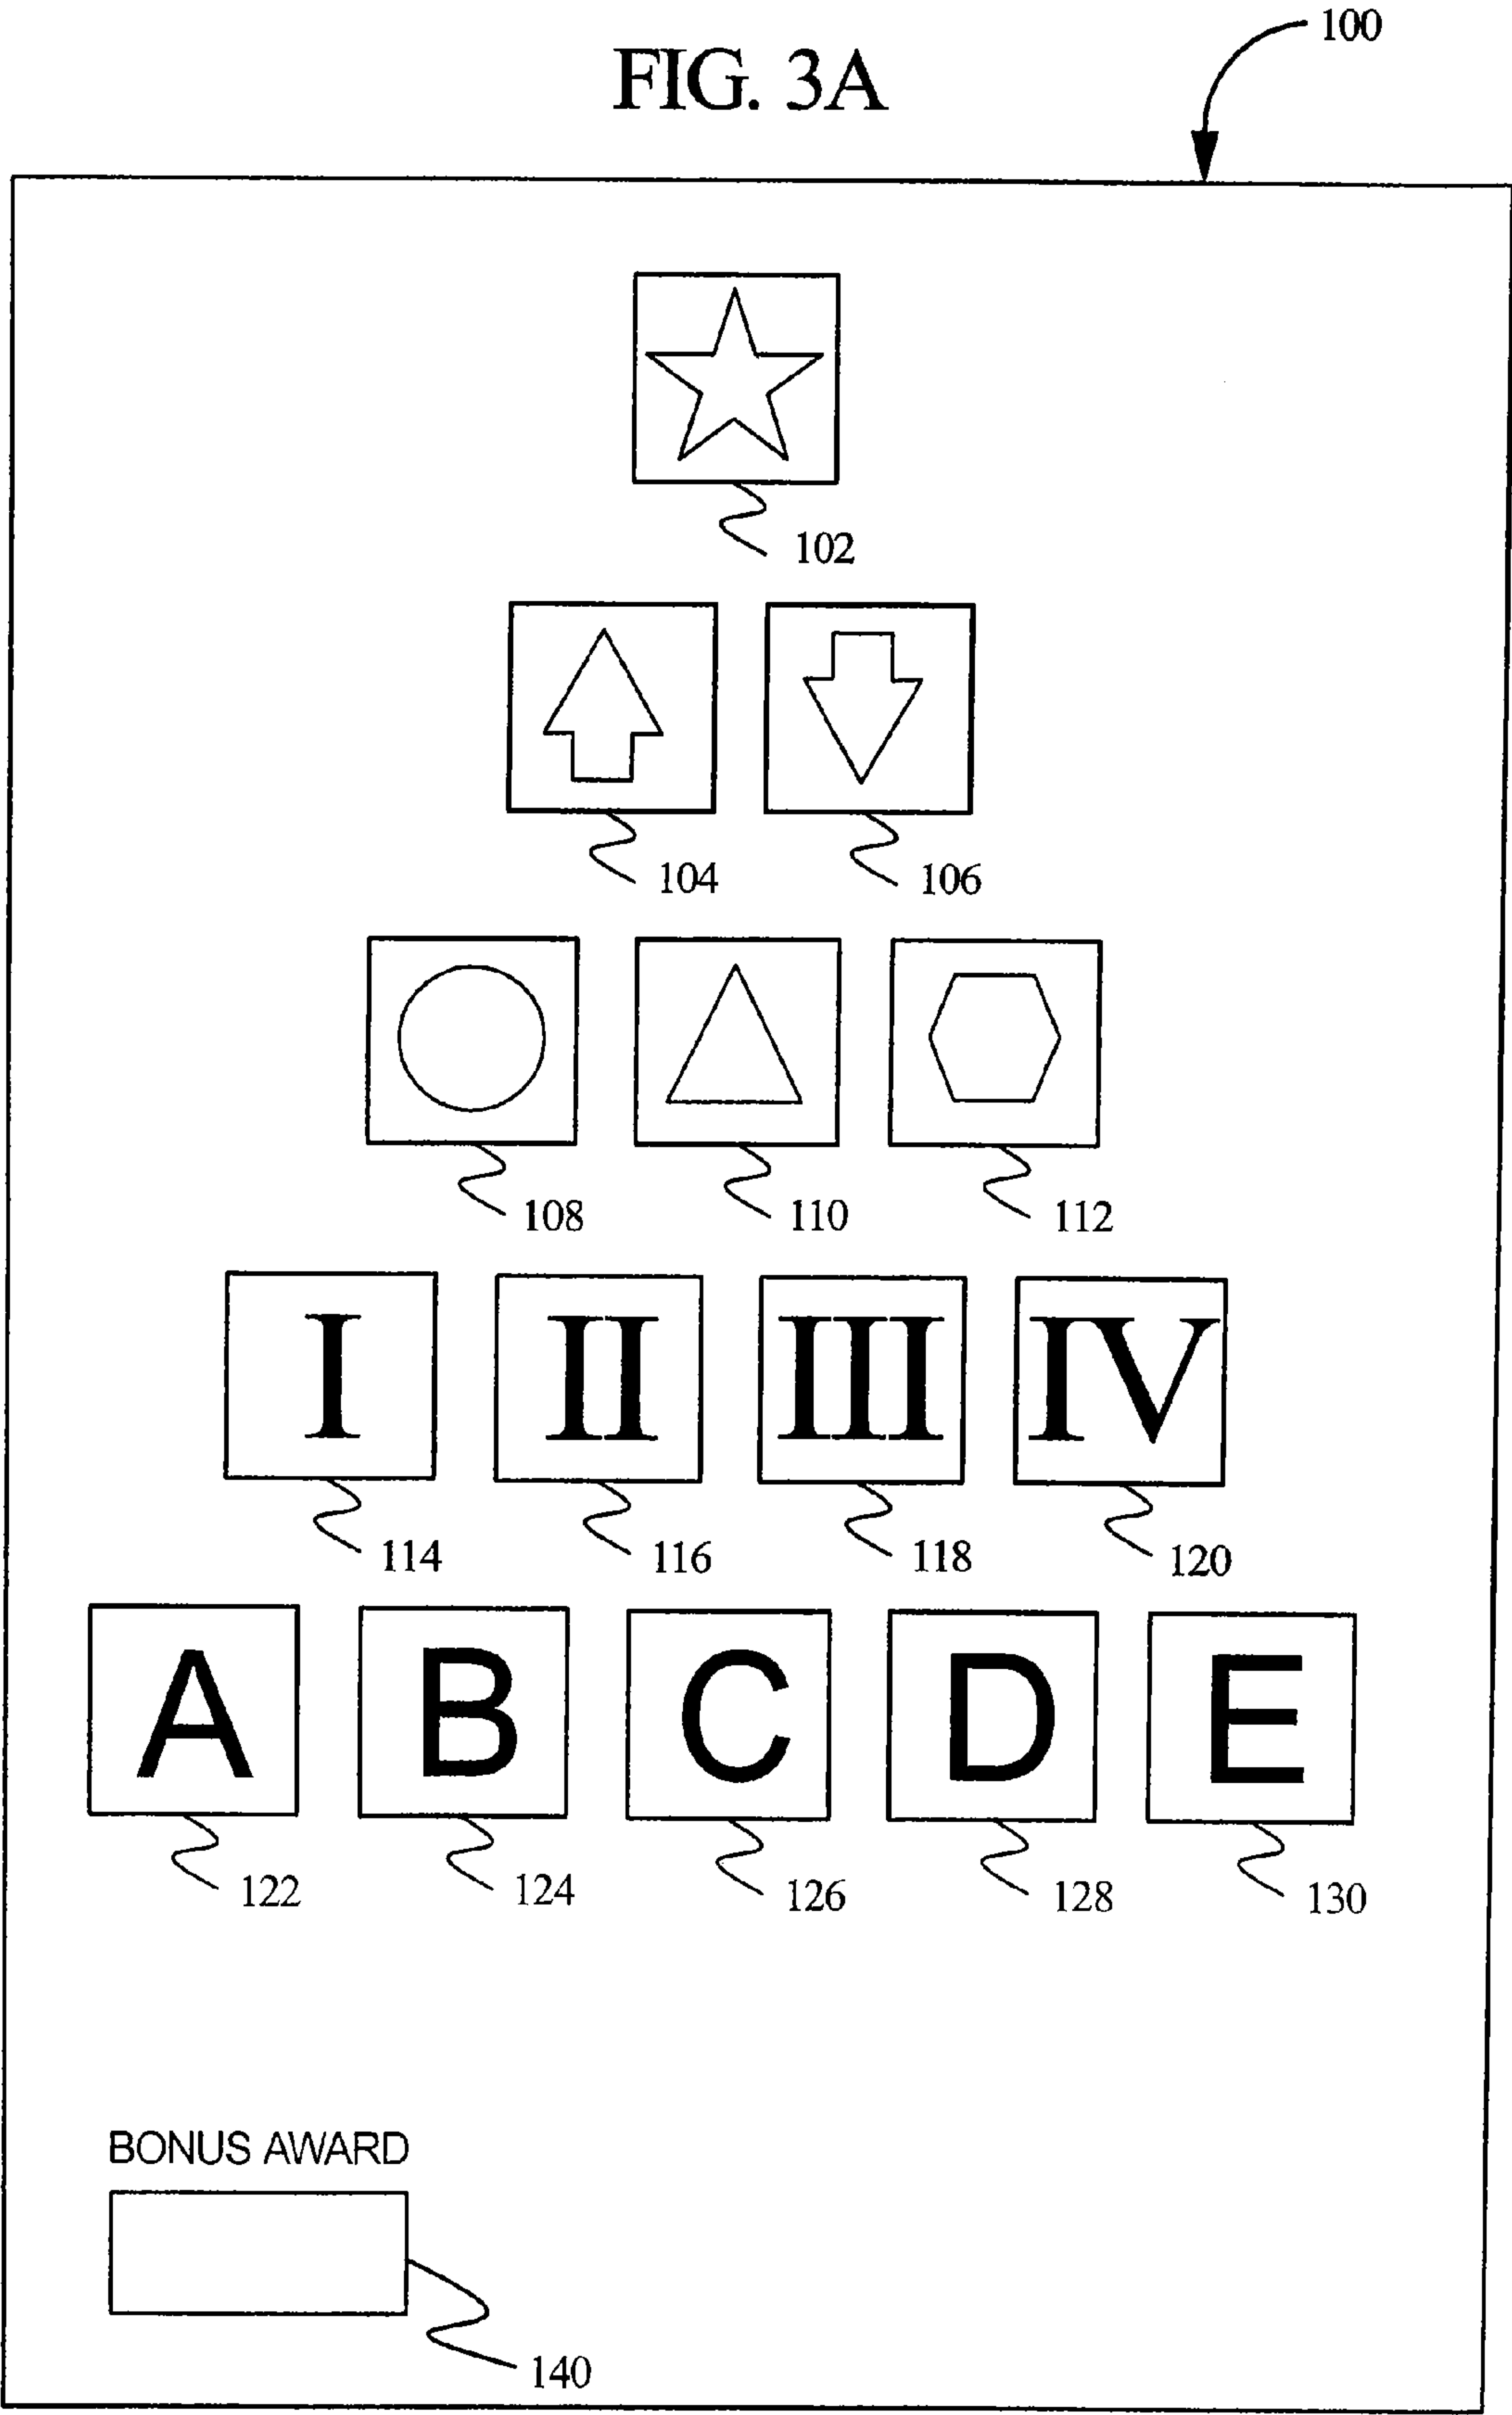 100
FIG. 3A
102
104 106
108 110 112
I II III IV
114 116 118 120
A B C D E
122 124 126 128 130
BONUS AWARD
140